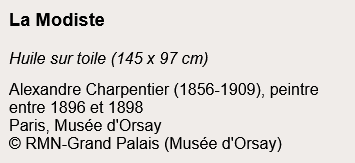 La Modiste
Huile sur toile (145 x 97 cm)
Alexandre Charpentier (1856-1909), peintre
entre 1896 et 1898
Paris, Musée d'Orsay
© RMN-Grand Palais (Musée d'Orsay)